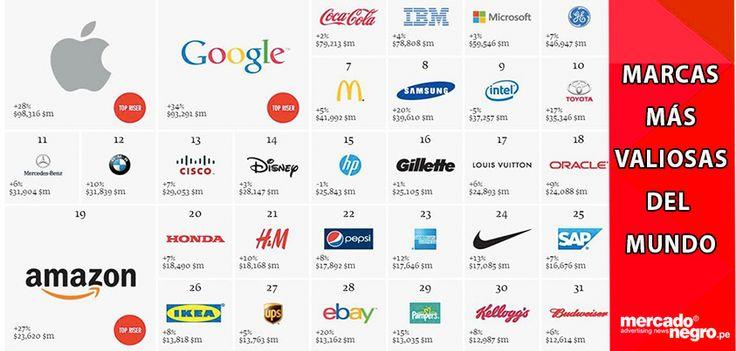 +28%
$98,316 $m
TOP RISER
Google
+34%
$93,291 $m
TOP RISER
Coca-Cola
+2%
$79,213 $m
IBM
+4%
$78,808 $m
Microsoft
+3%
$59,546 $m
+7%
$46,947 $m
7
+5%
$41,992 $m
8
SAMSUNG
+20%
$39,610 $m
9
intel
-5%
$37,257 $m
10
TOYOTA
+17%
$35,346 $m
11
Mercedes-Benz
+6%
$31,904 $m
12
BMW
+10%
$31,839 $m
13
CISCO
+7%
$29,053 $m
14
Disney
+3%
$28,147 $m
15
hp
-1%
$25,843 $m
16
Gillette
+1%
$25,105 $m
17
LOUIS VUITTON
+6%
$24,893 $m
18
ORACLE
+9%
$24,088 $m
19
amazon
+27%
$23,620 $m
TOP RISER
20
HONDA
+7%
$18,490 $m
21
H&M
+10%
$18,168 $m
22
pepsi
+8%
$17,892 $m
23
+12%
$17,646 $m
24
+13%
$17,085 $m
25
SAP
+7%
$16,676 $m
26
IKEA
+8%
$13,818 $m
27
ups
+5%
$13,763 $m
28
ebay
+20%
$13,162 $m
29
Pampers
+15%
$13,035 $m
30
Kellogg's
+8%
$12,987 $m
31
Budweiser
+6%
$12,614 $m
MARCAS
MÁS
VALIOSAS
DEL
MUNDO
mercado
advertising news
negro.pe